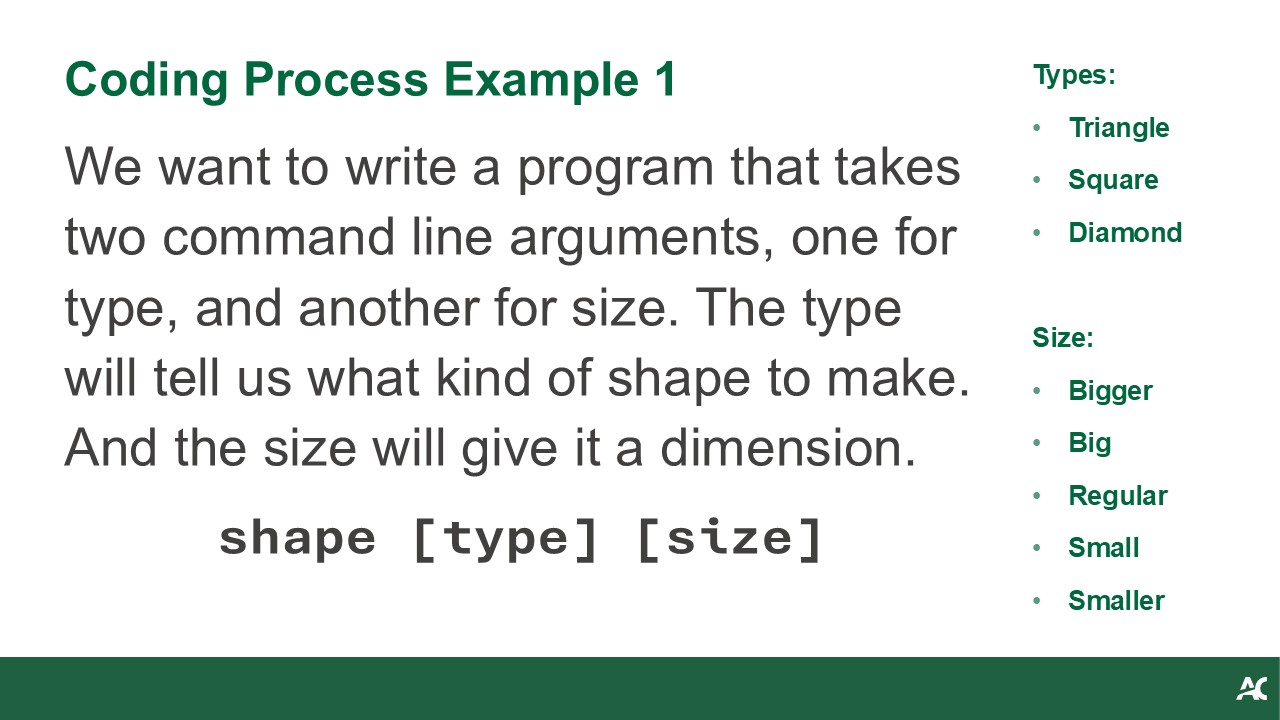 Coding Process Example 1
We want to write a program that takes
two command line arguments, one for
type, and another for size. The type
will tell us what kind of shape to make.
And the size will give it a dimension.
shape [type] [size]
Types:
• Triangle
• Square
• Diamond
Size:
• Bigger
• Big
• Regular
• Small
• Smaller
AC